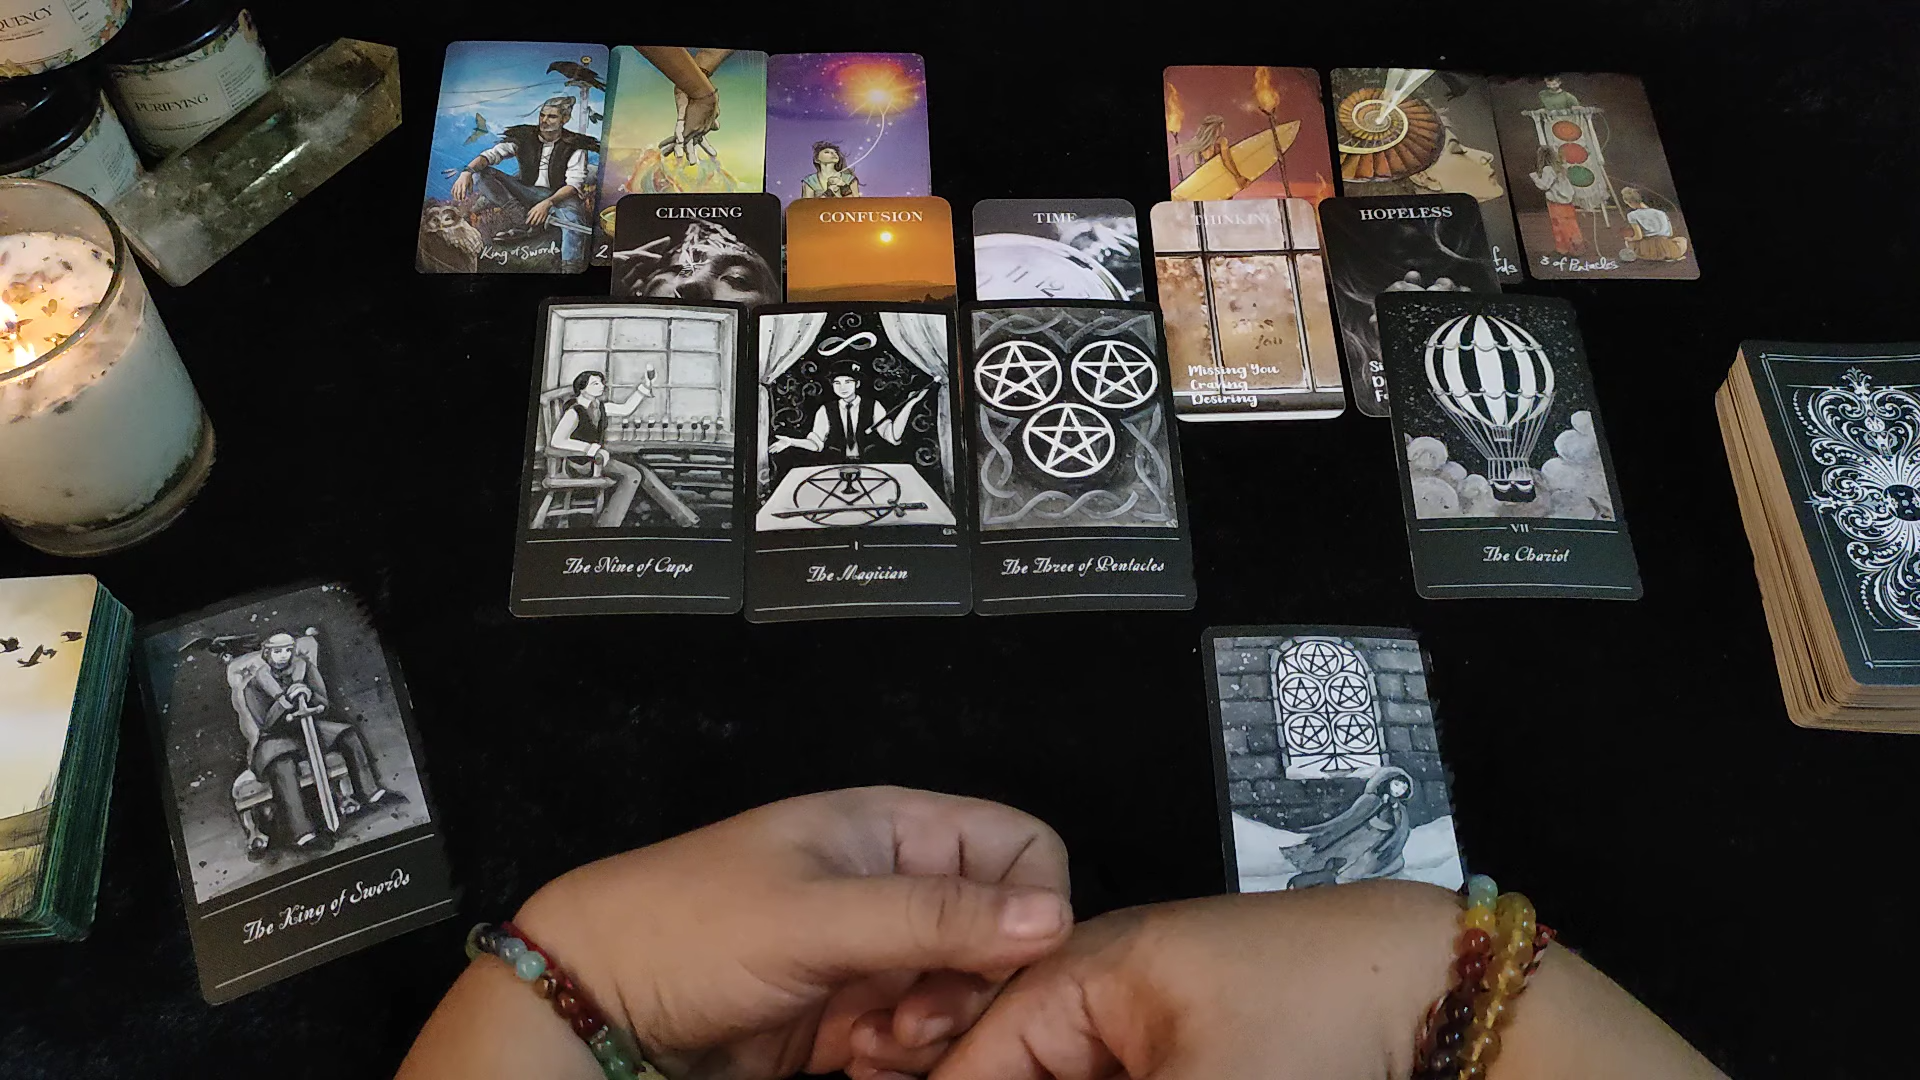 QUENCY
PURIFYING
King of Swords
2
3 of Pentacles
CLINGING
CONFUSION
TIME
THINKING
HOPELESS
Missing You
Craving
Desiring
The Nine of Cups
I
The Magician
The Three of Pentacles
VII
The Chariot
The King of Swords